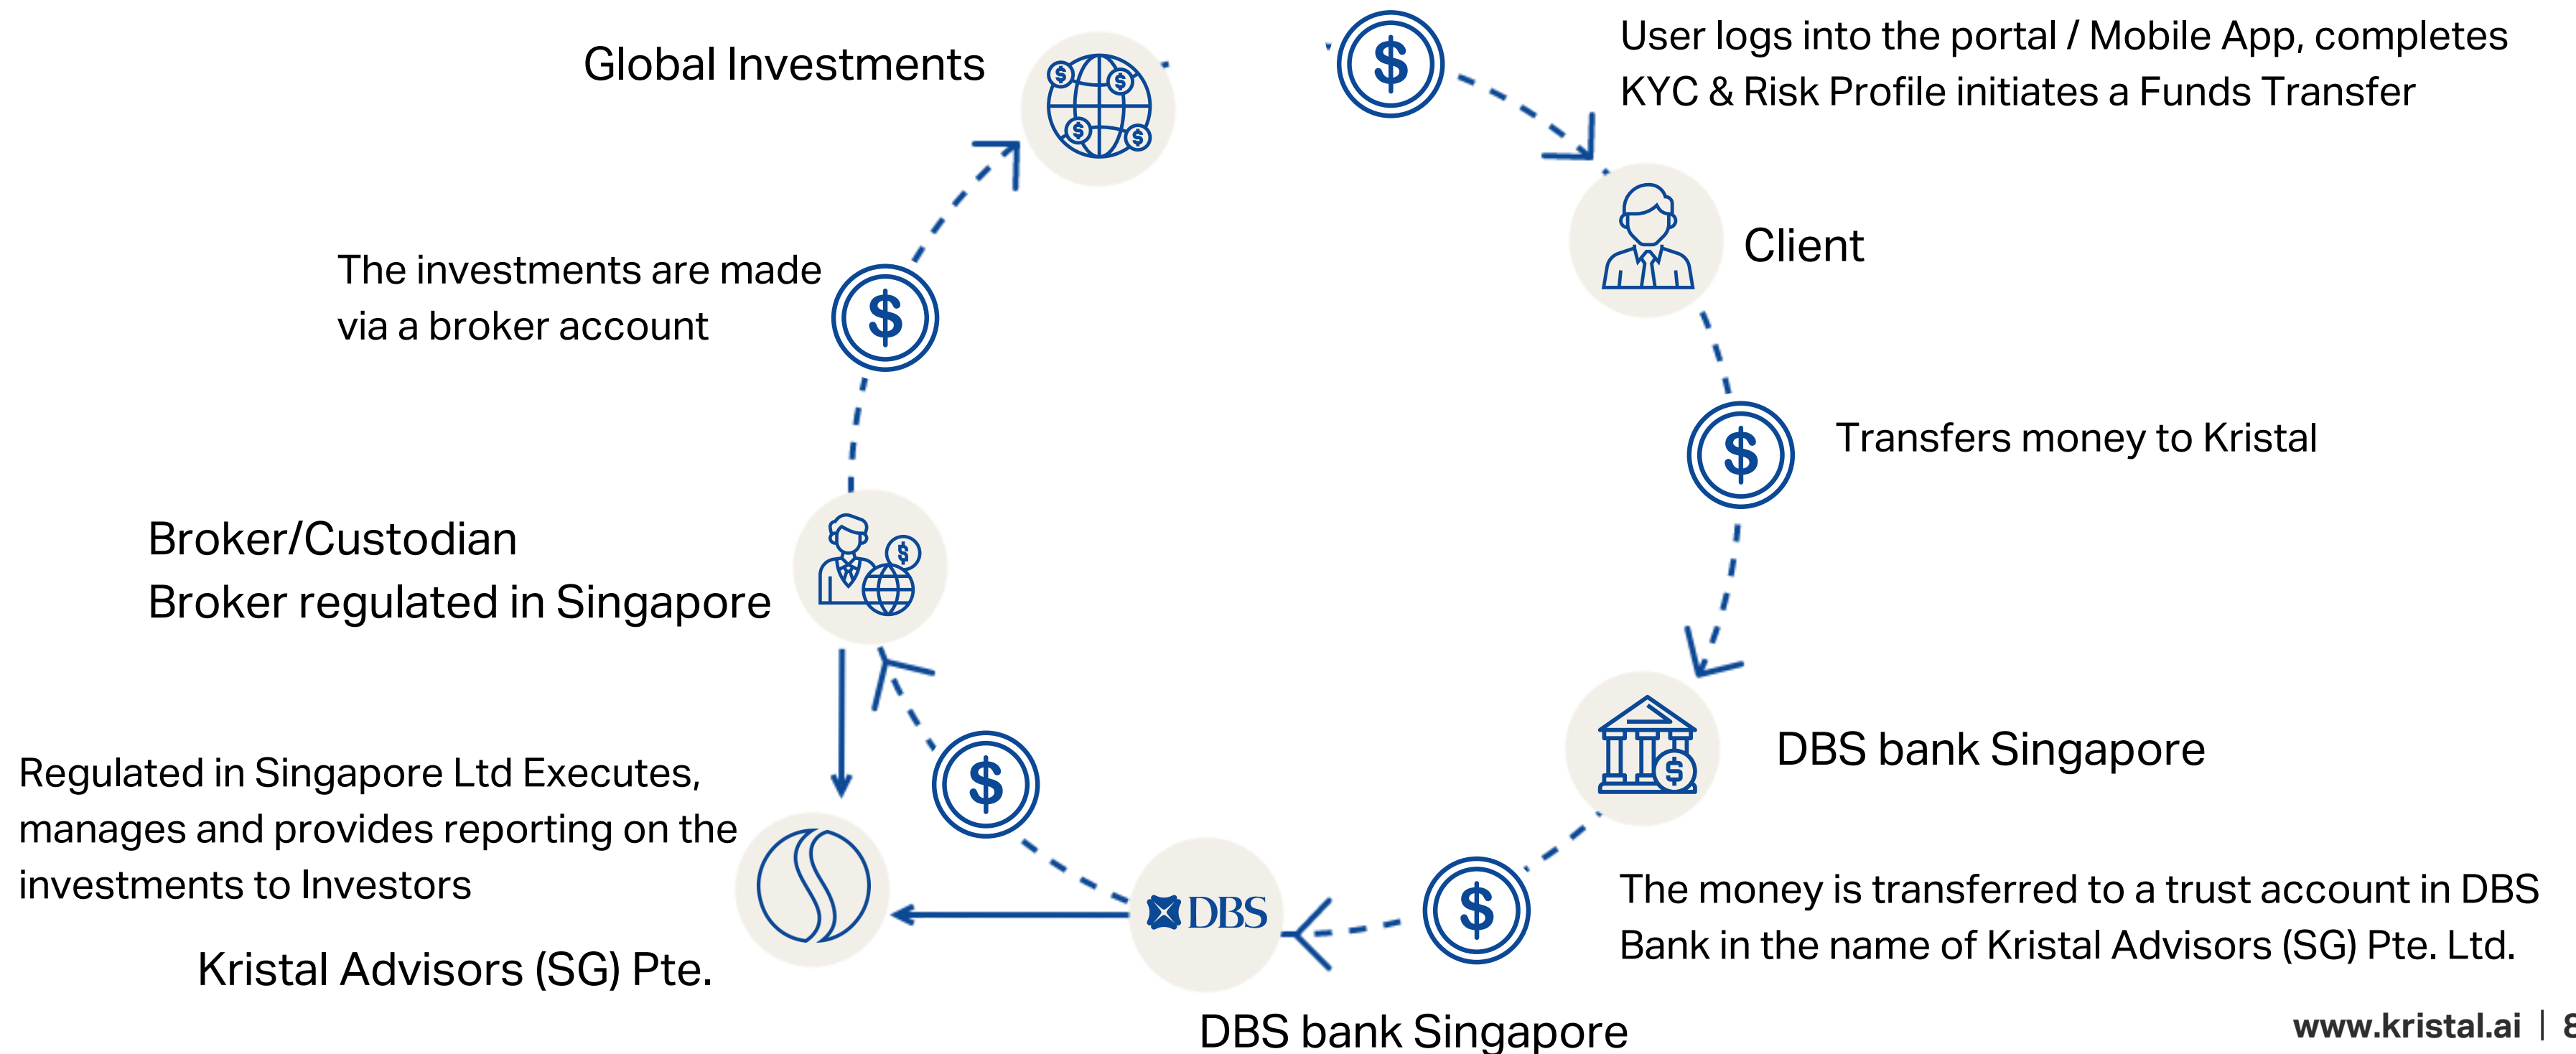 Global Investments
User logs into the portal / Mobile App, completes
KYC & Risk Profile initiates a Funds Transfer
Client
The investments are made
via a broker account
Transfers money to Kristal
Broker/Custodian
Broker regulated in Singapore
DBS bank Singapore
Regulated in Singapore Ltd Executes,
manages and provides reporting on the
investments to Investors
Kristal Advisors (SG) Pte.
DBS
The money is transferred to a trust account in DBS
Bank in the name of Kristal Advisors (SG) Pte. Ltd.
DBS bank Singapore
www.kristal.ai | 8